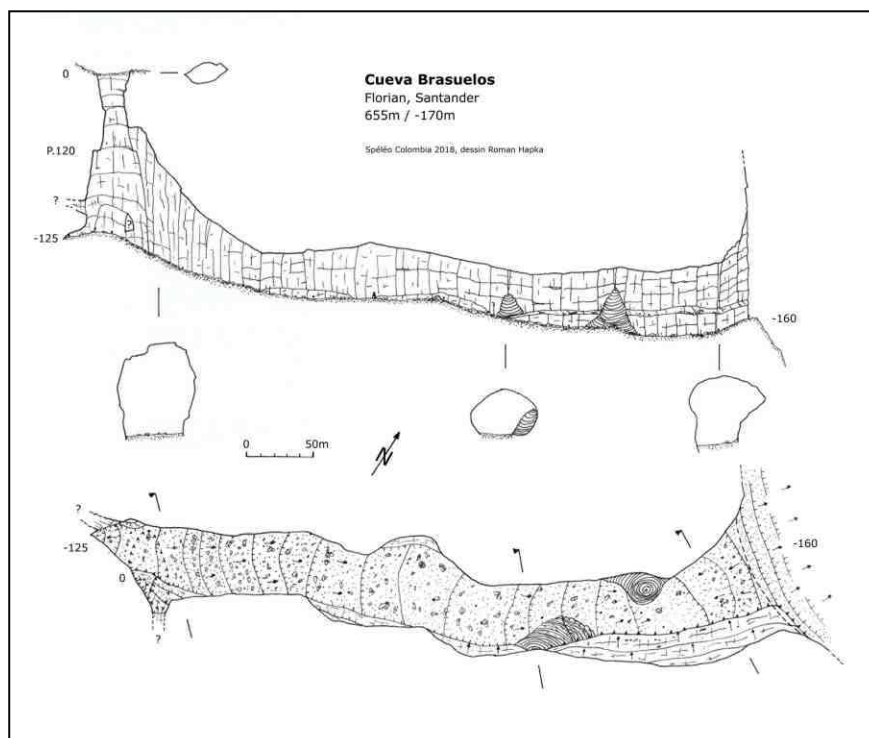 Cueva Brasuelos
Florian, Santander
655m / -170m
Spéléo Colombia 2018, dessin Roman Hapka
0
P.120
?
?
-125
-160
0 50m
N
?
-125
0
?
-160